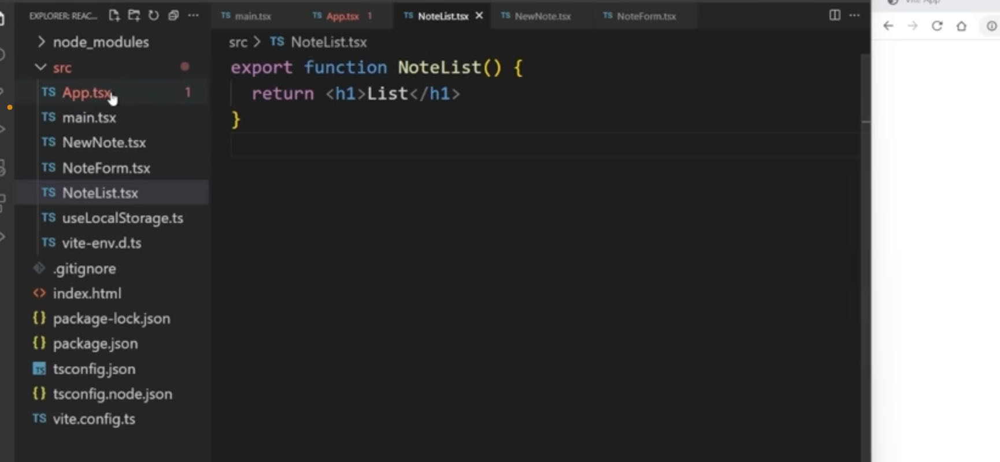 EXPLORER: REAC...
node_modules
src
TS App.tsx 1
TS main.tsx
TS NewNote.tsx
TS NoteForm.tsx
TS NoteList.tsx
TS useLocalStorage.ts
TS vite-env.d.ts
.gitignore
<> index.html
{} package-lock.json
{} package.json
TS tsconfig.json
{} tsconfig.node.json
TS vite.config.ts
TS main.tsx
TS App.tsx 1
TS NoteList.tsx
TS NewNote.tsx
TS NoteForm.tsx
src > TS NoteList.tsx
export function NoteList() {
return <h1>List</h1>
}
Vite App